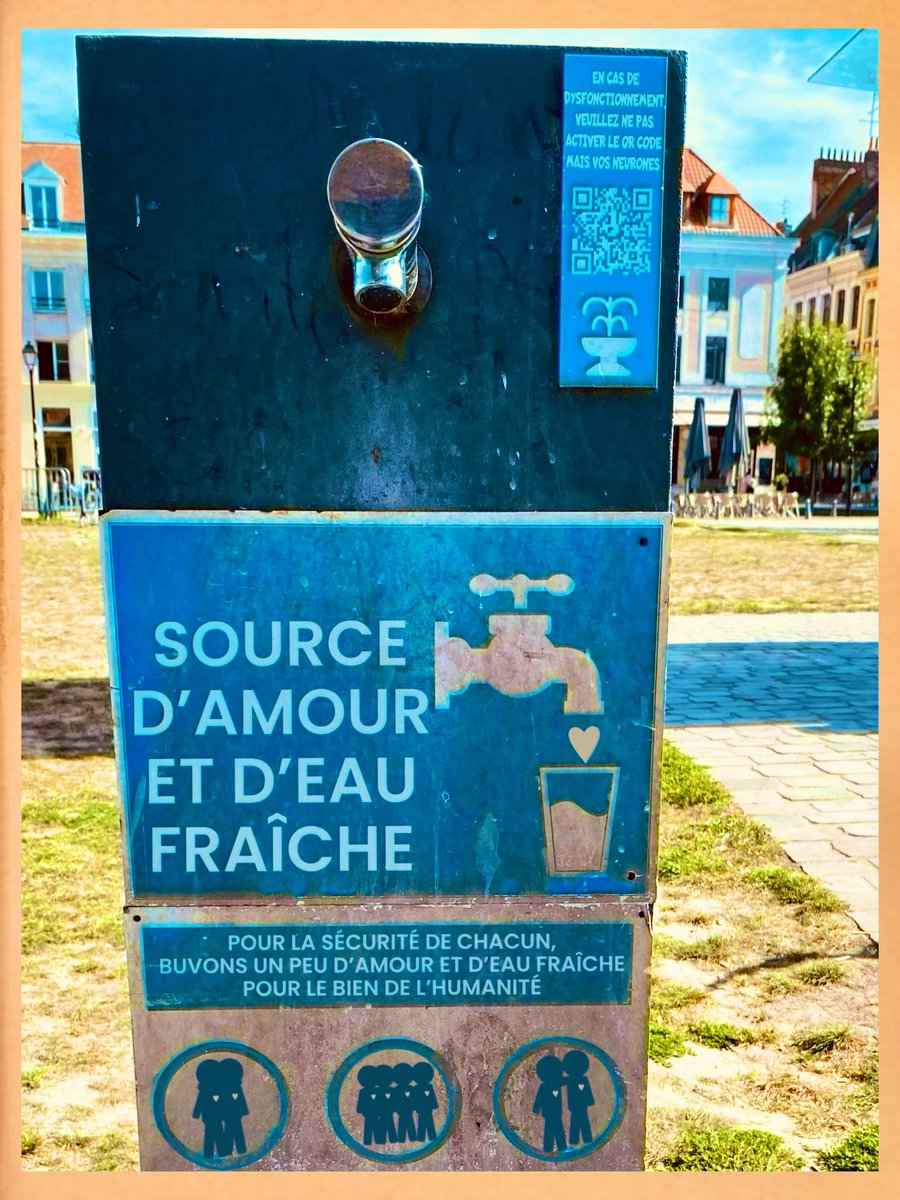 EN CAS DE
DYSFONCTIONNEMENT,
VEUILLEZ NE PAS
ACTIVER LE QR CODE
MAIS VOS NEURONES
SOURCE
D'AMOUR
ET D'EAU
FRAÎCHE
POUR LA SÉCURITÉ DE CHACUN,
BUVONS UN PEU D'AMOUR ET D'EAU FRAÎCHE
POUR LE BIEN DE L'HUMANITÉ